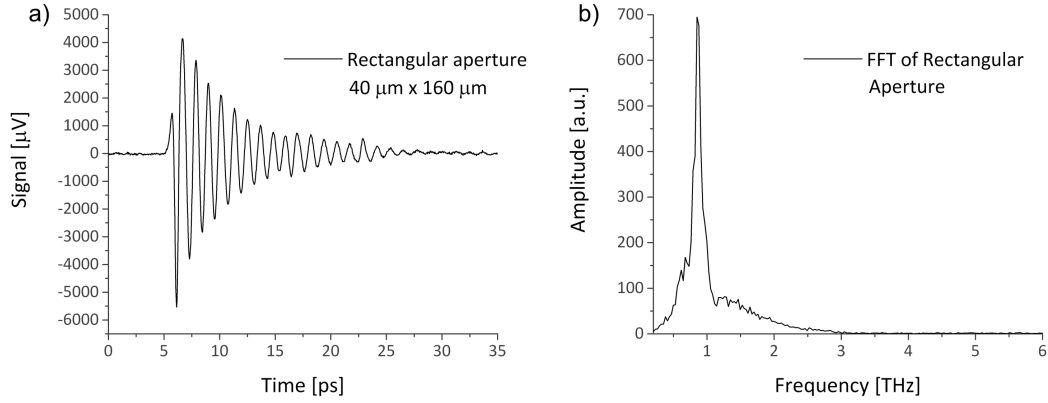 a)
5000
4000
3000
2000
1000
0
-1000
-2000
-3000
-4000
-5000
-6000
Signal [μV]
Rectangular aperture
40 μm x 160 μm
0 5 10 15 20 25 30 35
Time [ps]
b)
700
600
500
400
300
200
100
0
Amplitude [a.u.]
FFT of Rectangular
Aperture
1 2 3 4 5 6
Frequency [THz]